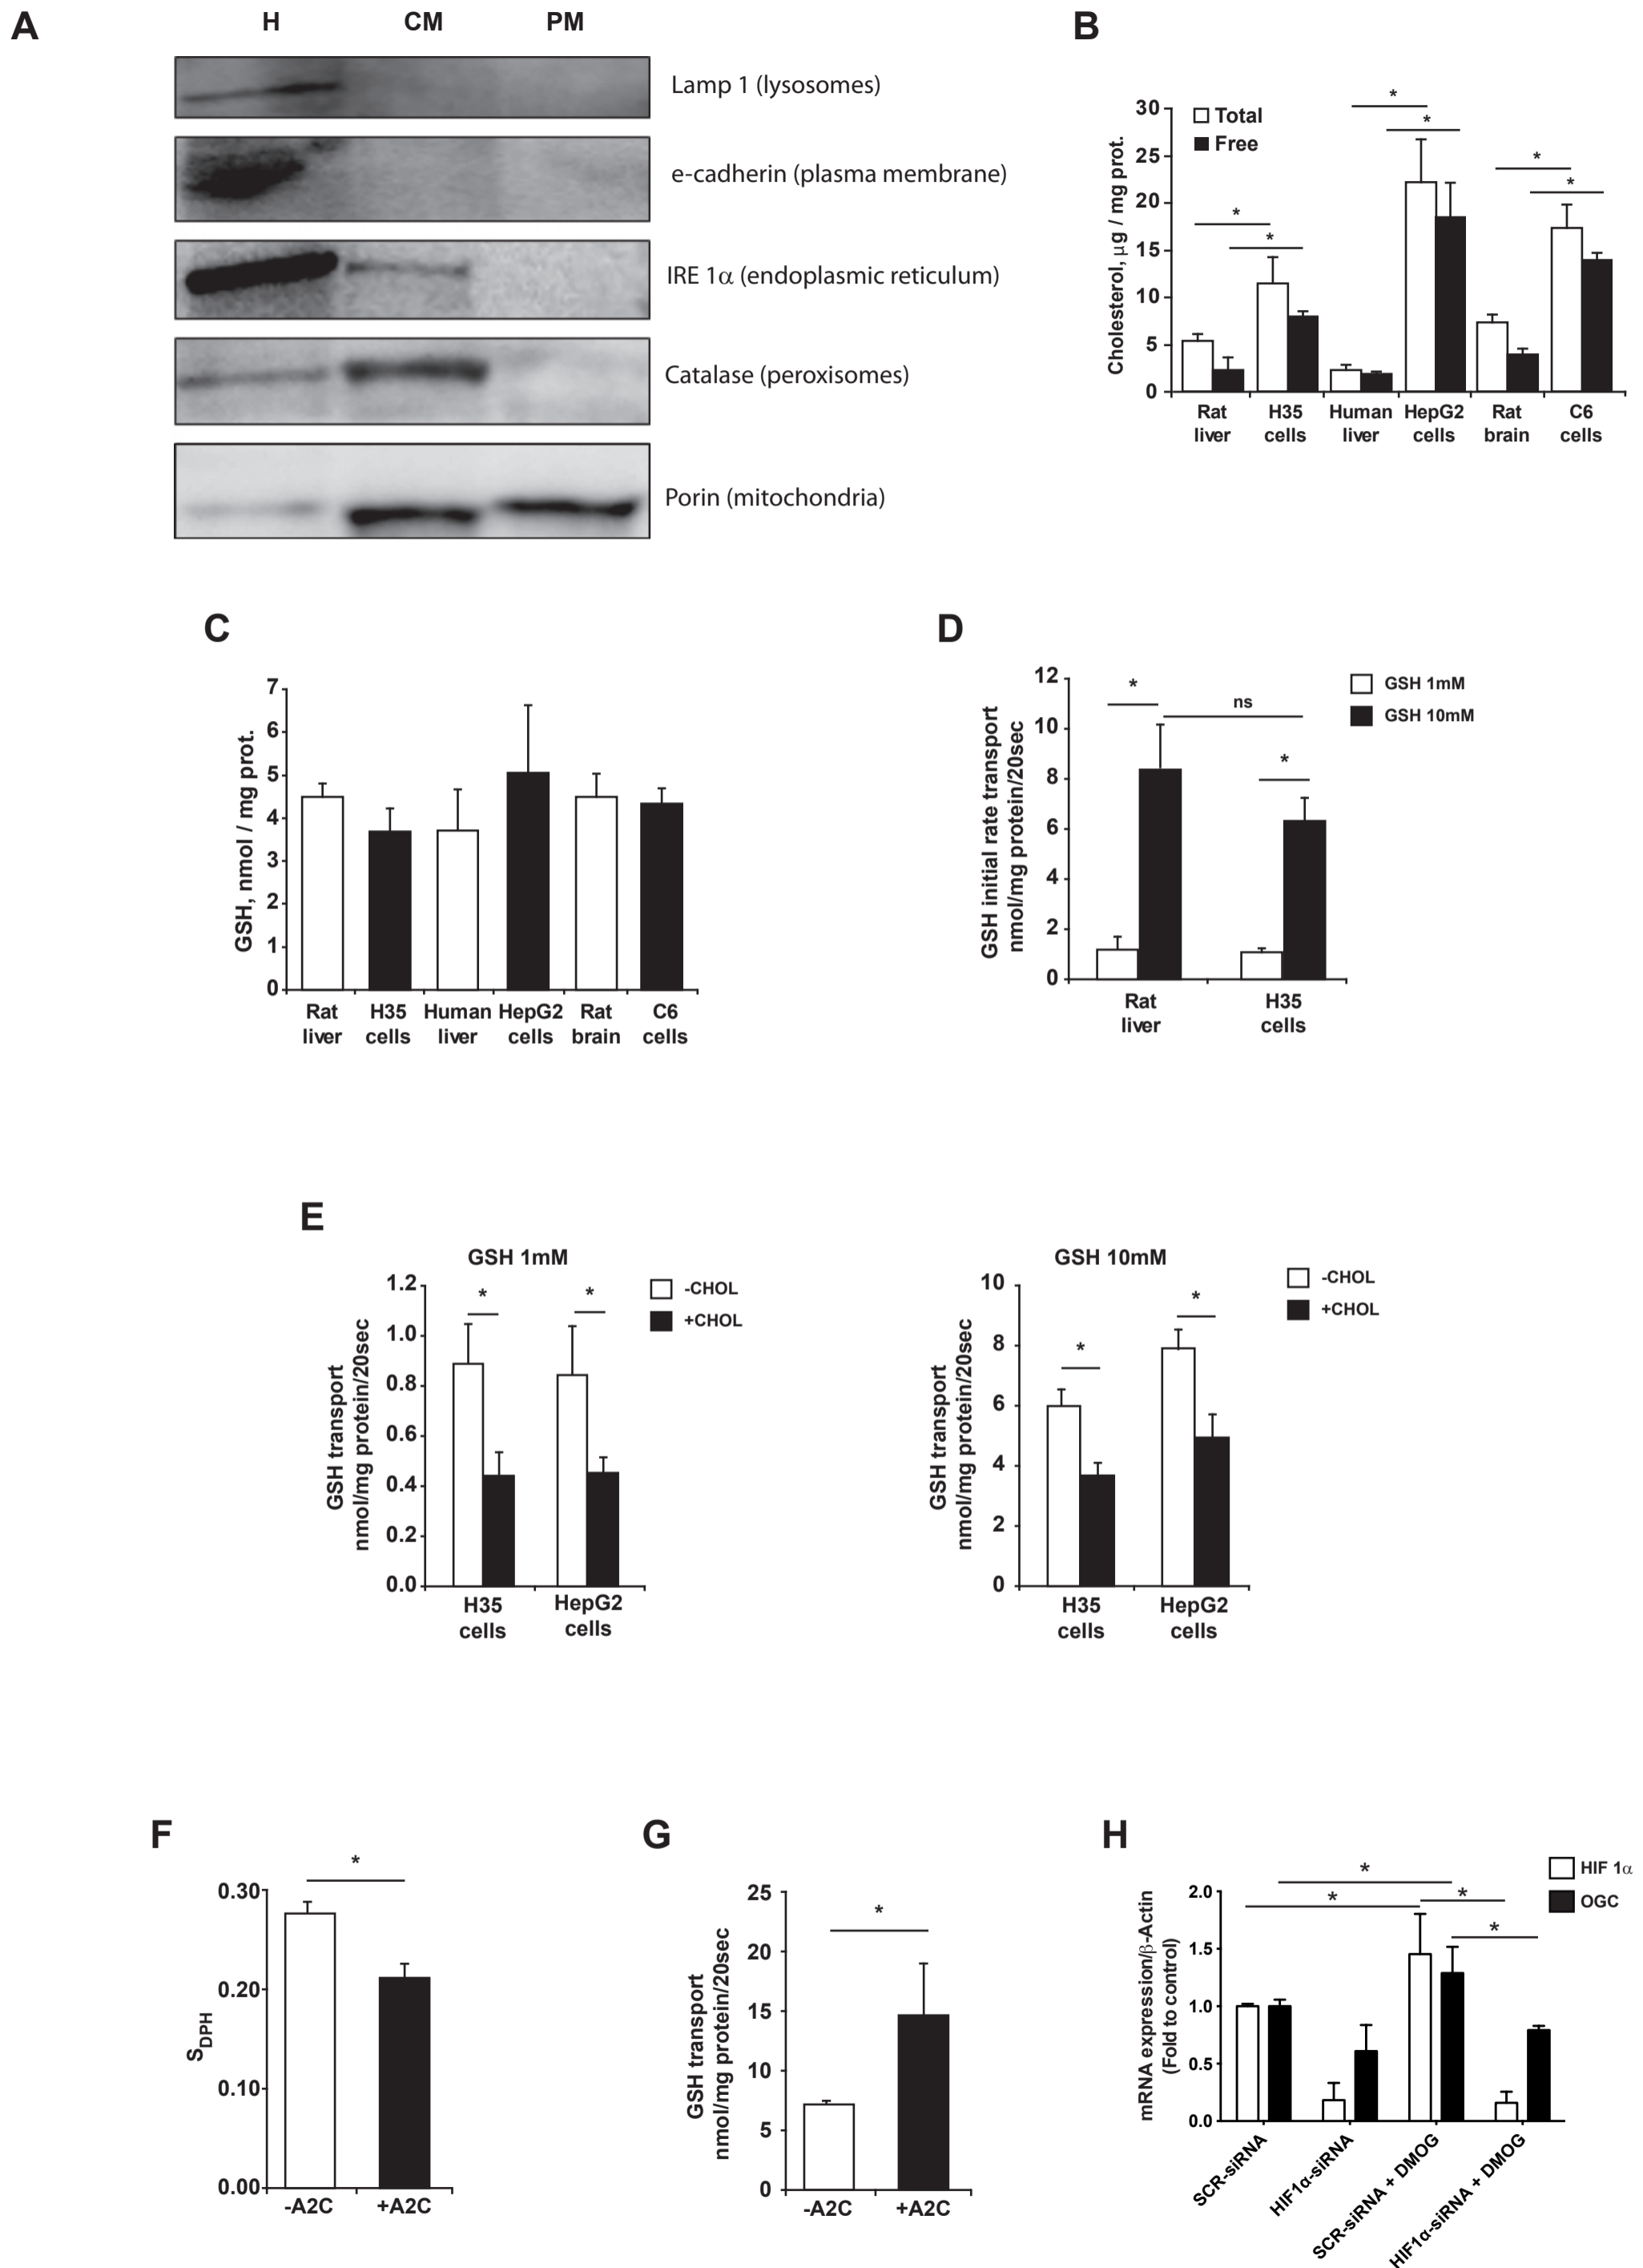 A
H CM PM
Lamp 1 (lysosomes)
e-cadherin (plasma membrane)
IRE 1α (endoplasmic reticulum)
Catalase (peroxisomes)
Porin (mitochondria)
B
Cholesterol, μg / mg prot.
30
25
20
15
10
5
0
Total
Free
*
*
*
*
*
*
Rat liver
H35 cells
Human liver
HepG2 cells
Rat brain
C6 cells
C
GSH, nmol / mg prot.
7
6
5
4
3
2
1
0
Rat liver
H35 cells
Human liver
HepG2 cells
Rat brain
C6 cells
D
GSH initial rate transport
nmol/mg protein/20sec
12
10
8
6
4
2
0
*
ns
*
GSH 1mM
GSH 10mM
Rat liver
H35 cells
E
GSH 1mM
GSH transport
nmol/mg protein/20sec
1.2
1.0
0.8
0.6
0.4
0.2
0.0
*
*
-CHOL
+CHOL
H35 cells
HepG2 cells
GSH 10mM
GSH transport
nmol/mg protein/20sec
10
8
6
4
2
0
*
*
-CHOL
+CHOL
H35 cells
HepG2 cells
F
SDPH
0.30
0.20
0.10
0.00
*
-A2C
+A2C
G
GSH transport
nmol/mg protein/20sec
25
20
15
10
5
0
*
-A2C
+A2C
H
mRNA expression/β-Actin
(Fold to control)
2.0
1.5
1.0
0.5
0.0
*
*
*
*
HIF 1α
OGC
SCR-siRNA
HIF1α-siRNA
SCR-siRNA + DMOG
HIF1α-siRNA + DMOG